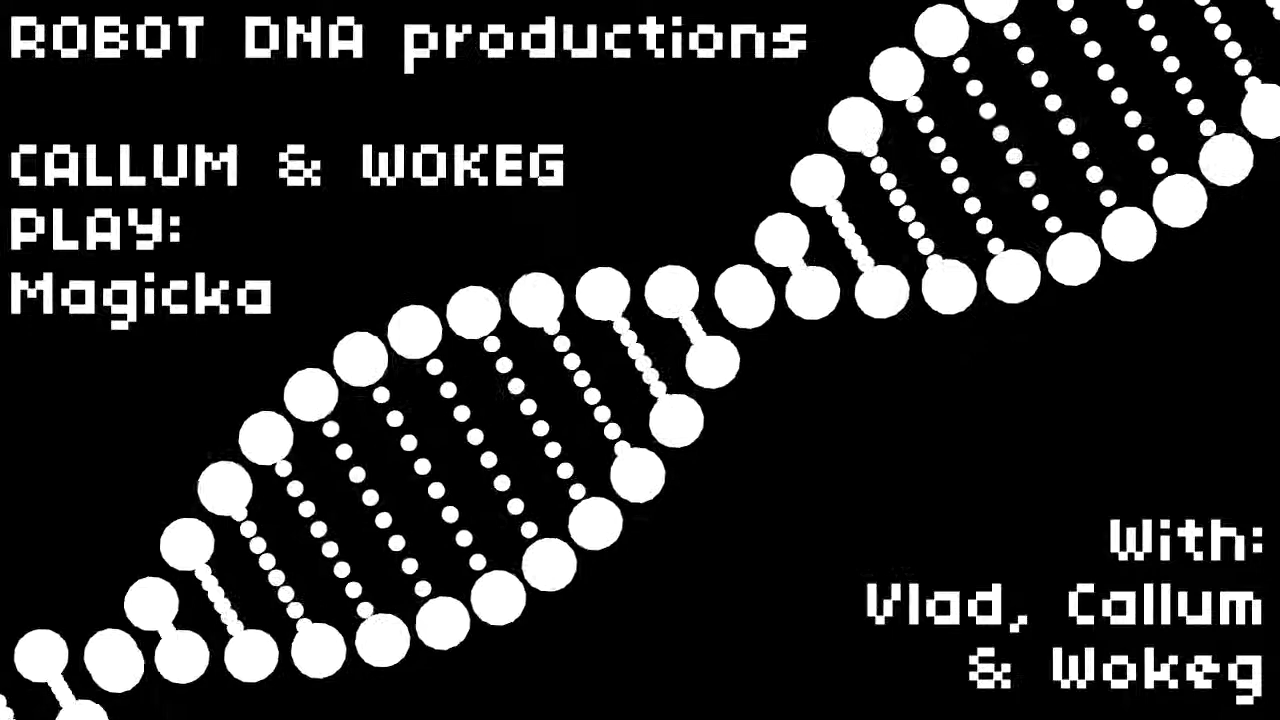 ROBOT DNA productions
CALLUM & WOKEG
PLAY:
Magicka
With:
Vlad, Callum
& Wokeg